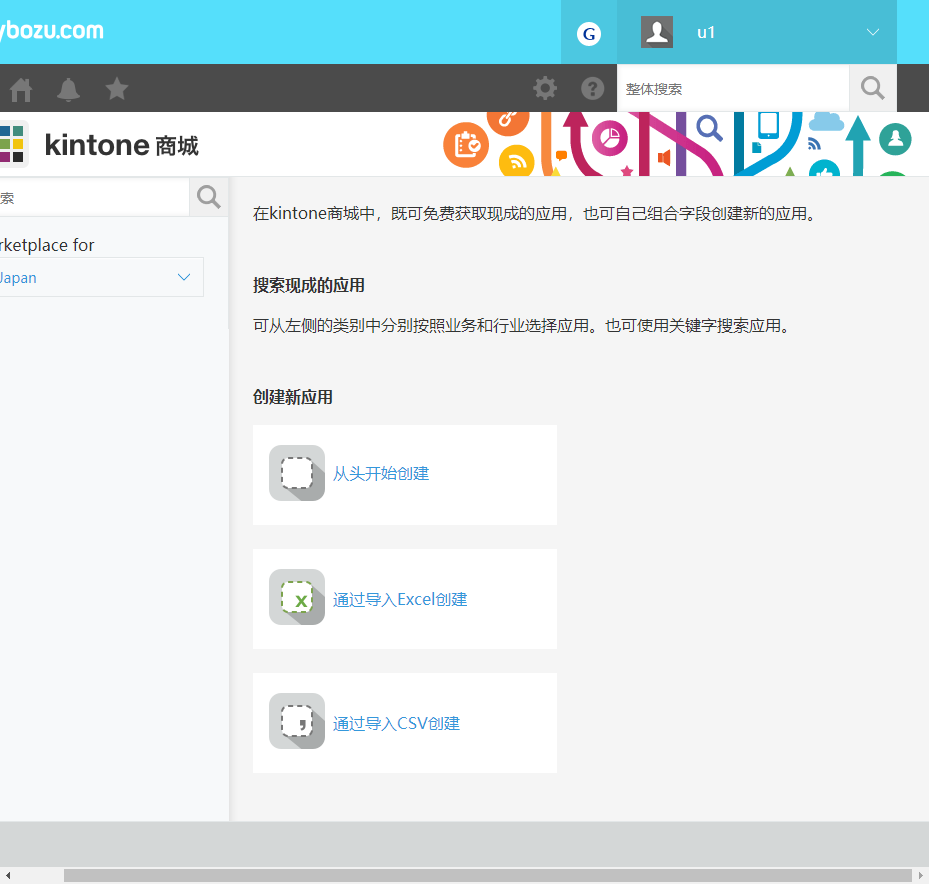 ybozu.com
G
u1
?
整体搜索
kintone 商城
索
rketplace for
Japan
在kintone商城中，既可免费获取现成的应用，也可自己组合字段创建新的应用。
搜索现成的应用
可从左侧的类别中分别按照业务和行业选择应用。也可使用关键字搜索应用。
创建新应用
从头开始创建
x
通过导入Excel创建
,
通过导入CSV创建